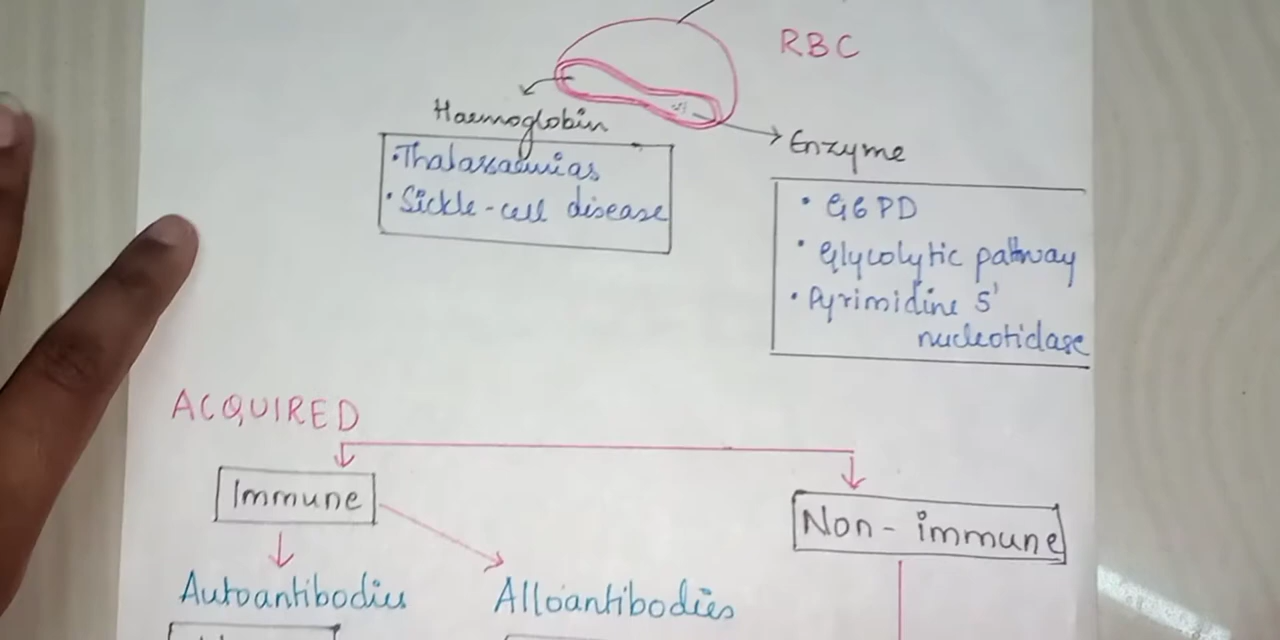 RBC
Haemoglobin
• Thalassaemias
• Sickle-cell disease
Enzyme
• G6PD
• Glycolytic pathway
• Pyrimidine 5'
nucleotidase
ACQUIRED
Immune
Non-immune
Autoantibodies
Alloantibodies